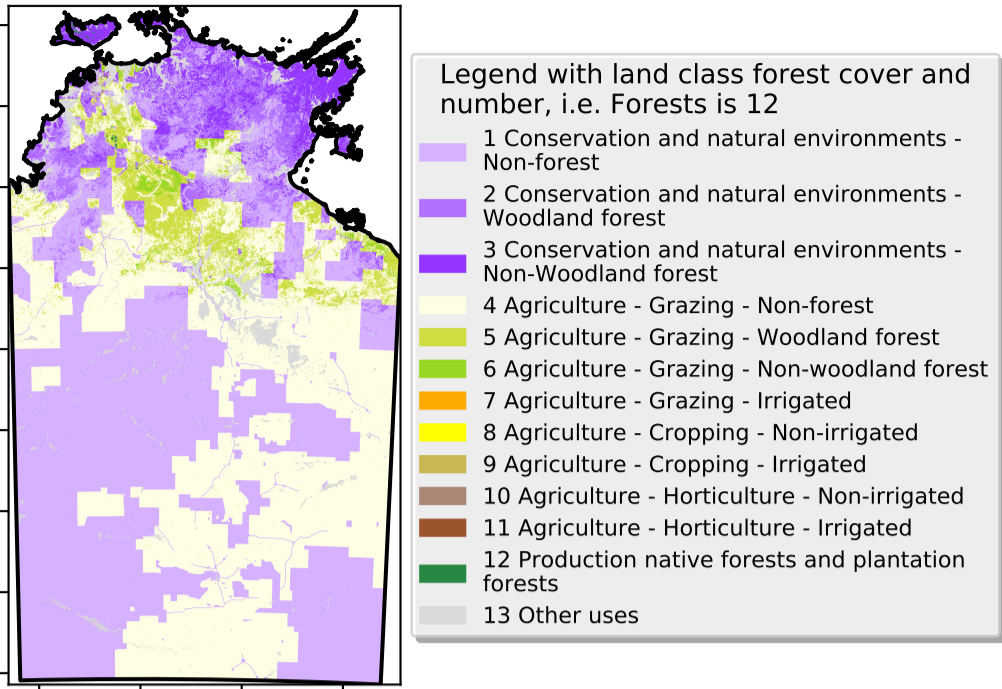 Legend with land class forest cover and
number, i.e. Forests is 12
1 Conservation and natural environments -
Non-forest
2 Conservation and natural environments -
Woodland forest
3 Conservation and natural environments -
Non-Woodland forest
4 Agriculture - Grazing - Non-forest
5 Agriculture - Grazing - Woodland forest
6 Agriculture - Grazing - Non-woodland forest
7 Agriculture - Grazing - Irrigated
8 Agriculture - Cropping - Non-irrigated
9 Agriculture - Cropping - Irrigated
10 Agriculture - Horticulture - Non-irrigated
11 Agriculture - Horticulture - Irrigated
12 Production native forests and plantation
forests
13 Other uses